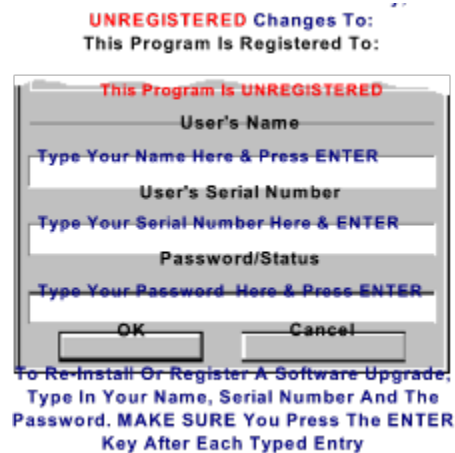 UNREGISTERED Changes To:
This Program Is Registered To:
This Program Is UNREGISTERED
User's Name
Type Your Name Here & Press ENTER
User's Serial Number
Type Your Serial Number Here & ENTER
Password/Status
Type Your Password Here & Press ENTER
OK Cancel
To Re-Install Or Register A Software Upgrade,
Type In Your Name, Serial Number And The
Password. MAKE SURE You Press The ENTER
Key After Each Typed Entry